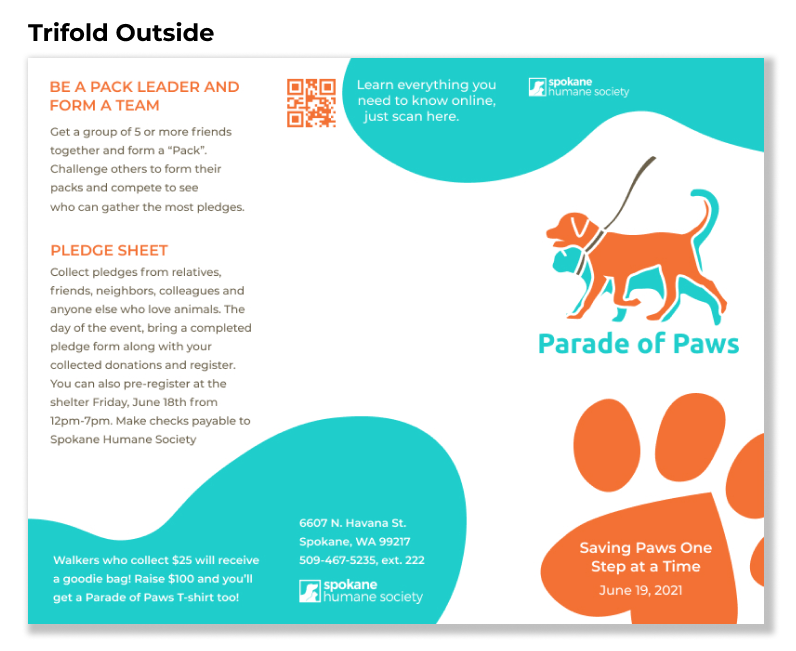 Trifold Outside
BE A PACK LEADER AND
FORM A TEAM
Get a group of 5 or more friends
together and form a “Pack”.
Challenge others to form their
packs and compete to see
who can gather the most pledges.
PLEDGE SHEET
Collect pledges from relatives,
friends, neighbors, colleagues and
anyone else who love animals. The
day of the event, bring a completed
pledge form along with your
collected donations and register.
You can also pre-register at the
shelter Friday, June 18th from
12pm-7pm. Make checks payable to
Spokane Humane Society
Walkers who collect $25 will receive
a goodie bag! Raise $100 and you’ll
get a Parade of Paws T-shirt too!
Learn everything you
need to know online,
just scan here.
6607 N. Havana St.
Spokane, WA 99217
509-467-5235, ext. 222
spokane
humane society
spokane
humane society
Parade of Paws
Saving Paws One
Step at a Time
June 19, 2021